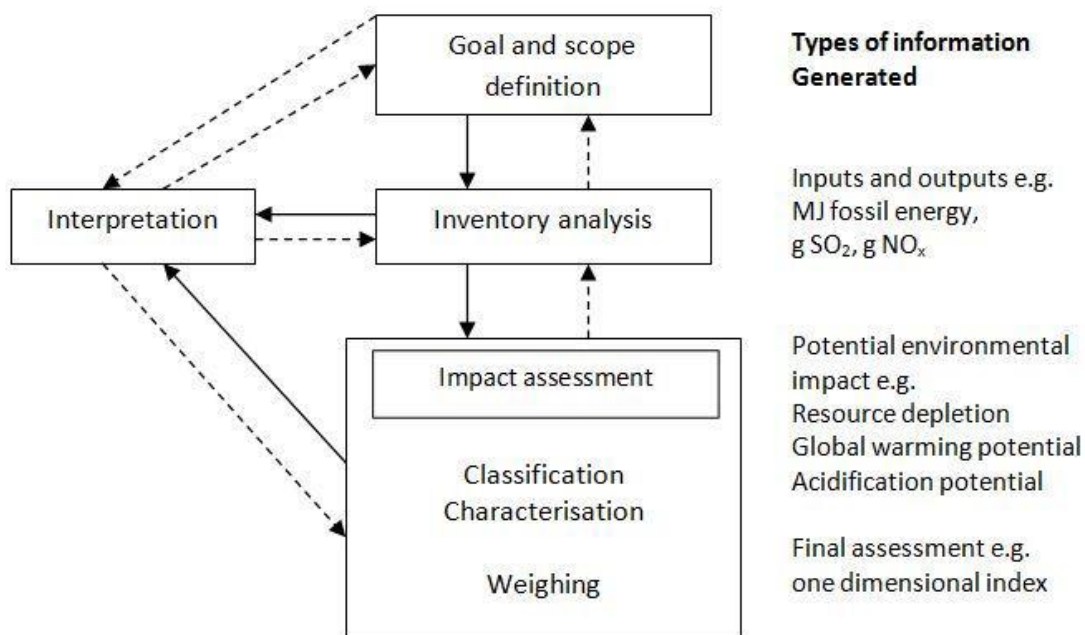 Goal and scope
definition
Types of information
Generated
Interpretation
Inventory analysis
Inputs and outputs e.g.
MJ fossil energy,
g SO₂, g NOₓ
Impact assessment
Classification
Characterisation
Weighing
Potential environmental
impact e.g.
Resource depletion
Global warming potential
Acidification potential
Final assessment e.g.
one dimensional index